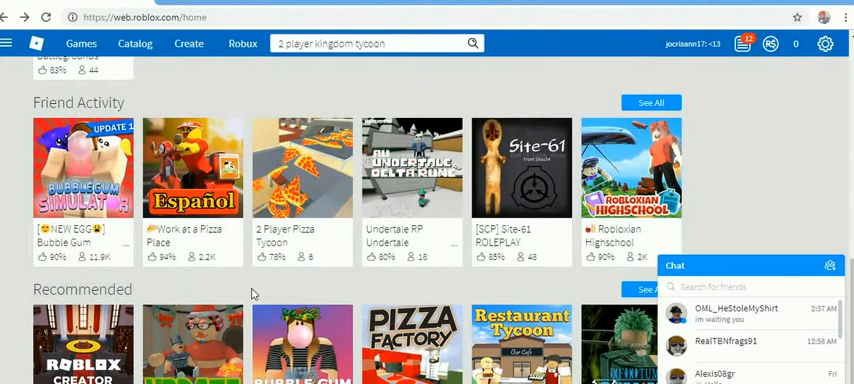 https://web.roblox.com/home
Games
Catalog
Create
Robux
2 player kingdom tycoon
jocrisann17: <13
12
0
83% 44
Friend Activity
See All
UPDATE 1
BUBBLEGUM
SIMULATOR
Español
AU
UNDERTALE
DELTA RUNE
SITE-61
From Site34
ROBLOXIAN
HIGHSCHOOL
[😍NEW EGG😩]
Bubble Gum ...
90% 11.9K
🍕Work at a Pizza
Place
94% 2.2K
2 Player Pizza
Tycoon
78% 6
Undertale RP
Undertale ...
80% 18
[SCP] Site-61
ROLEPLAY
85% 48
🍎 Robloxian
Highschool
90% 2K
Recommended
See
ROBLOX
CREATOR
PIZZA
FACTORY
Restaurant
Tycoon
Our Cafe
Chat
Search for friends
OML_HeStoleMyShirt
2:37 AM
im waiting you
RealTBNfrags91
12:58 AM
Alexis08gr
Fri